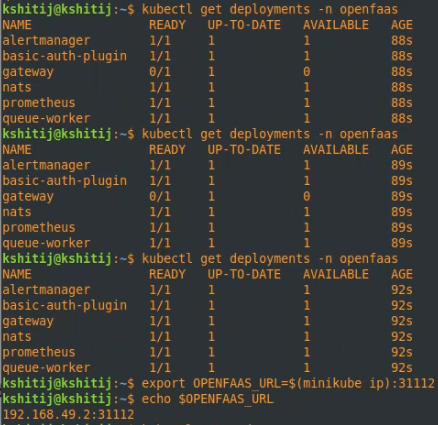 kshitij@kshitij:~$ kubectl get deployments -n openfaas
NAME READY UP-TO-DATE AVAILABLE AGE
alertmanager 1/1 1 1 88s
basic-auth-plugin 1/1 1 1 88s
gateway 0/1 1 0 88s
nats 1/1 1 1 88s
prometheus 1/1 1 1 88s
queue-worker 1/1 1 1 88s
kshitij@kshitij:~$ kubectl get deployments -n openfaas
NAME READY UP-TO-DATE AVAILABLE AGE
alertmanager 1/1 1 1 89s
basic-auth-plugin 1/1 1 1 89s
gateway 0/1 1 0 89s
nats 1/1 1 1 89s
prometheus 1/1 1 1 89s
queue-worker 1/1 1 1 89s
kshitij@kshitij:~$ kubectl get deployments -n openfaas
NAME READY UP-TO-DATE AVAILABLE AGE
alertmanager 1/1 1 1 92s
basic-auth-plugin 1/1 1 1 92s
gateway 1/1 1 1 92s
nats 1/1 1 1 92s
prometheus 1/1 1 1 92s
queue-worker 1/1 1 1 92s
kshitij@kshitij:~$ export OPENFAAS_URL=$(minikube ip):31112
kshitij@kshitij:~$ echo $OPENFAAS_URL
192.168.49.2:31112